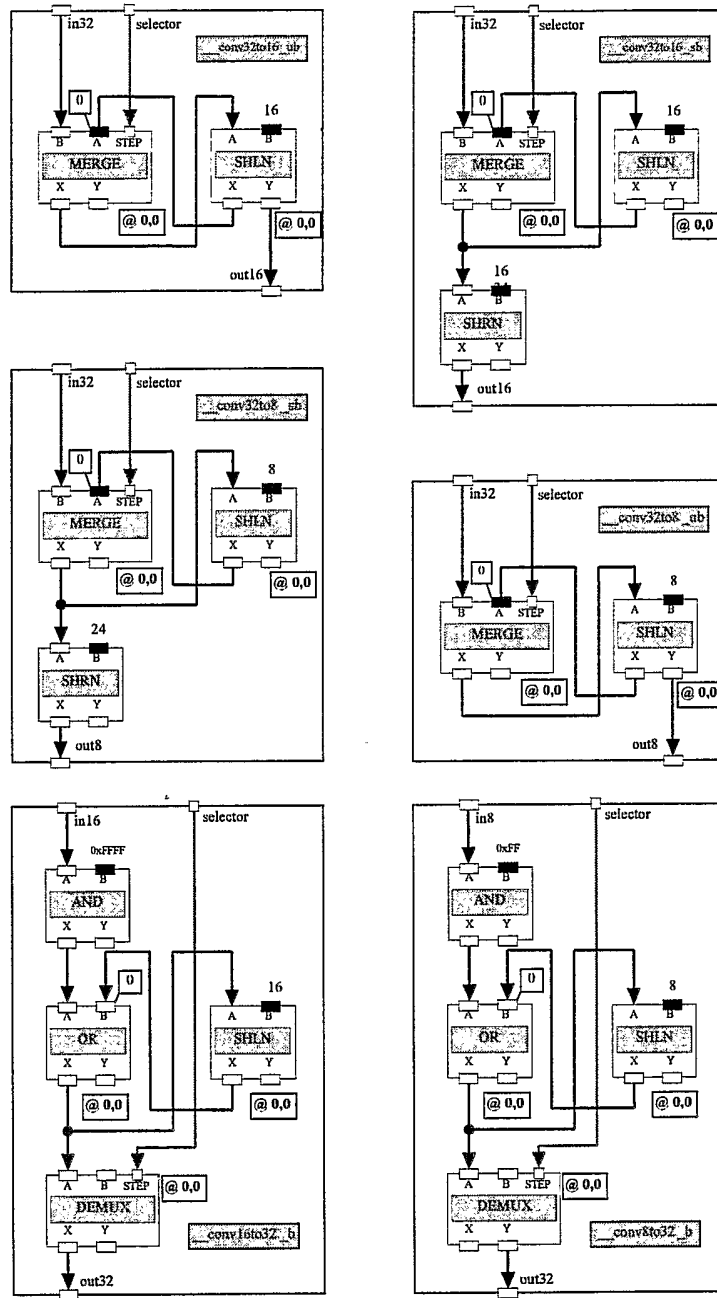 in32 selector
__conv32to16_ub
0 16
B A STEP A B
MERGE SHLN
X Y X Y
@ 0,0 @ 0,0
out16
in32 selector
__conv32to16_sb
0 16
B A STEP A B
MERGE SHLN
X Y X Y
@ 0,0 @ 0,0
16
A B
SHRN
X Y
out16
in32 selector
__conv32to8_sb
0 8
B A STEP A B
MERGE SHLN
X Y X Y
@ 0,0 @ 0,0
24
A B
SHRN
X Y
out8
in32 selector
__conv32to8_ub
0 8
B A STEP A B
MERGE SHLN
X Y X Y
@ 0,0 @ 0,0
out8
in16 selector
0xFFFF
A B
AND
X Y
0 16
A B A B
OR SHLN
X Y X Y
@ 0,0 @ 0,0
A B STEP @ 0,0
DEMUX
X Y
__conv16to32_b
out32
in8 selector
0xFF
A B
AND
X Y
0 8
A B A B
OR SHLN
X Y X Y
@ 0,0 @ 0,0
A B STEP @ 0,0
DEMUX
X Y
__conv8to32_b
out32